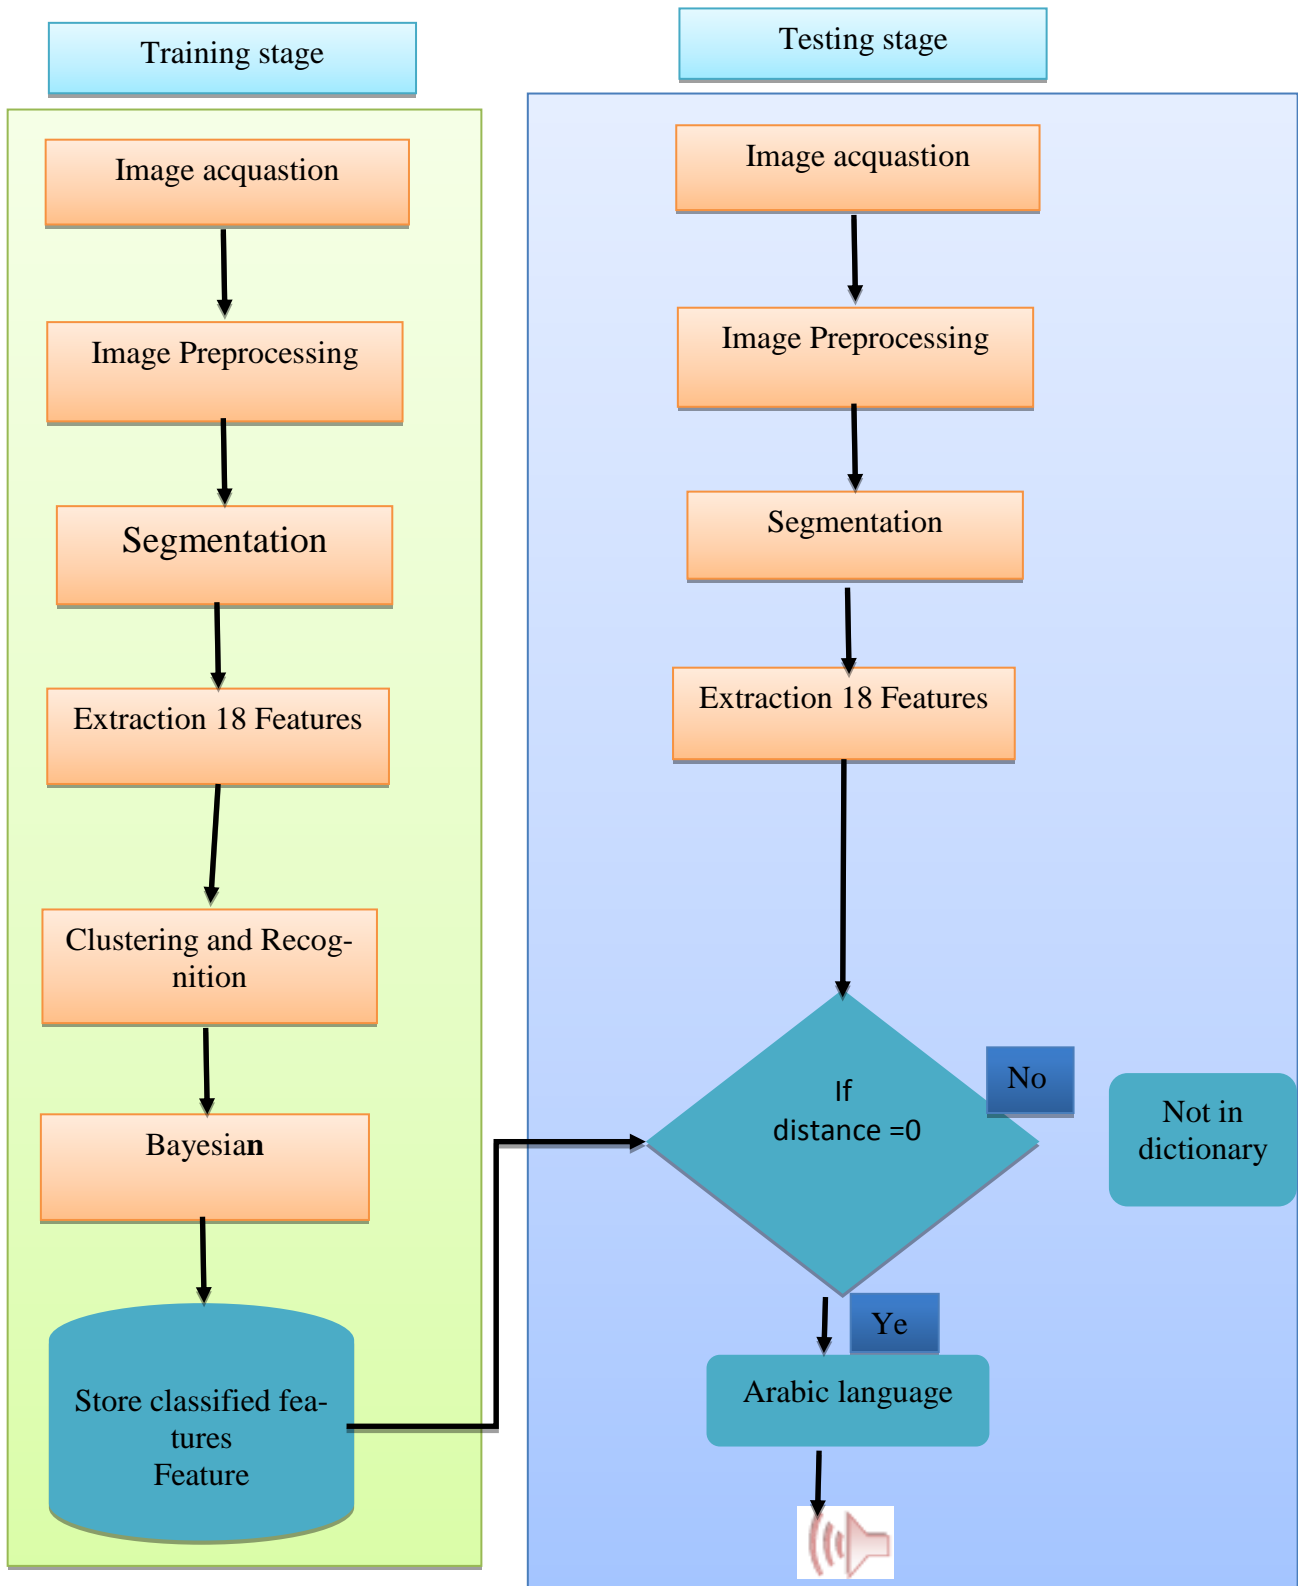 Training stage
Image acquastion
Image Preprocessing
Segmentation
Extraction 18 Features
Clustering and Recog-
nition
Bayesian
Store classified fea-
tures
Feature
Testing stage
Image acquastion
Image Preprocessing
Segmentation
Extraction 18 Features
If
distance =0
No
Not in
dictionary
Ye
Arabic language